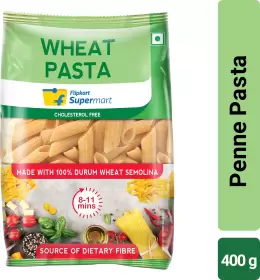 WHEAT
PASTA
Flipkart
Supermart
CHOLESTEROL FREE
MADE WITH 100% DURUM WHEAT SEMOLINA
8-11
mins
SOURCE OF DIETARY FIBRE
Penne Pasta
400 g